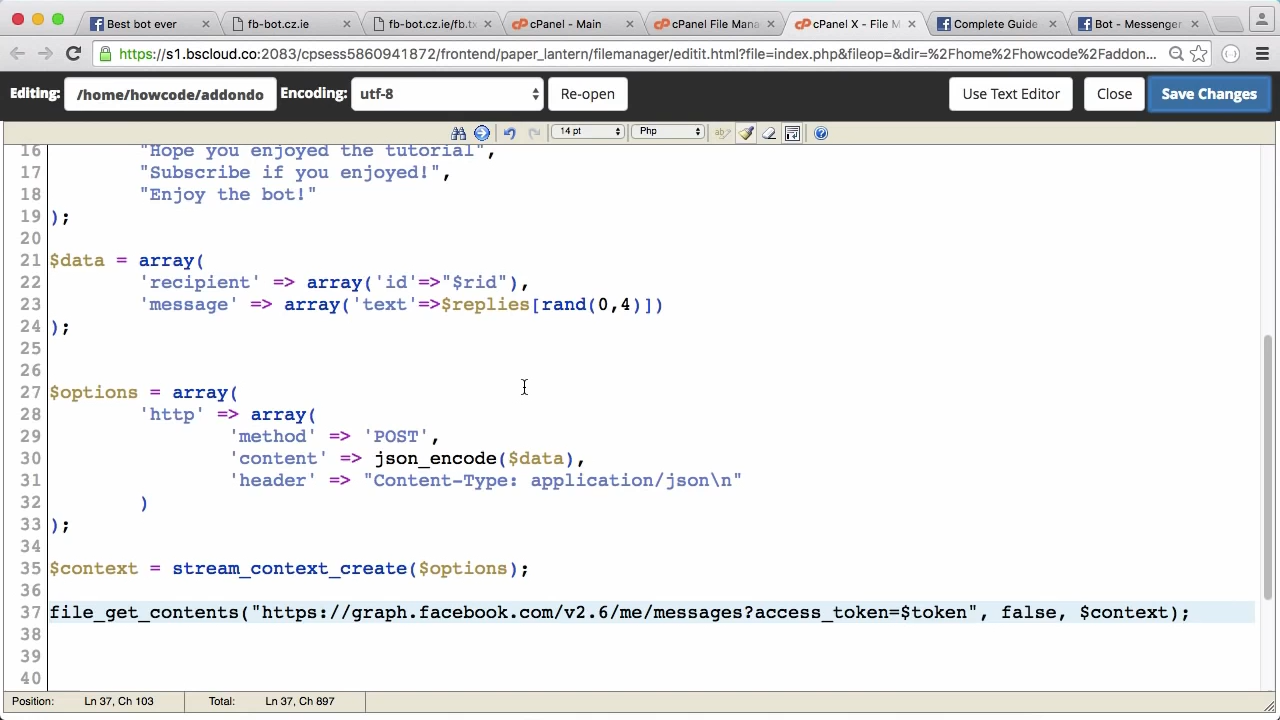 Best bot ever
fb-bot.cz.ie
fb-bot.cz.ie/fb.t
cPanel - Main
cPanel File Mana
cPanel X - File M
Complete Guide
Bot - Messenger
https://s1.bscloud.co:2083/cpsess5860941872/frontend/paper_lantern/filemanager/editit.html?file=index.php&fileop=&dir=%2Fhome%2Fhowcode%2Faddon...
Editing: /home/howcode/addondo Encoding: utf-8 Re-open Use Text Editor Close Save Changes
14 pt Php
16 "Hope you enjoyed the tutorial",
17 "Subscribe if you enjoyed!",
18 "Enjoy the bot!"
19 );
20
21 $data = array(
22 'recipient' => array('id'=>"$rid"),
23 'message' => array('text'=>$replies[rand(0,4)])
24 );
25
26
27 $options = array(
28 'http' => array(
29 'method' => 'POST',
30 'content' => json_encode($data),
31 'header' => "Content-Type: application/json\n"
32 )
33 );
34
35 $context = stream_context_create($options);
36
37 file_get_contents("https://graph.facebook.com/v2.6/me/messages?access_token=$token", false, $context);
38
39
40
Position: Ln 37, Ch 103 Total: Ln 37, Ch 897